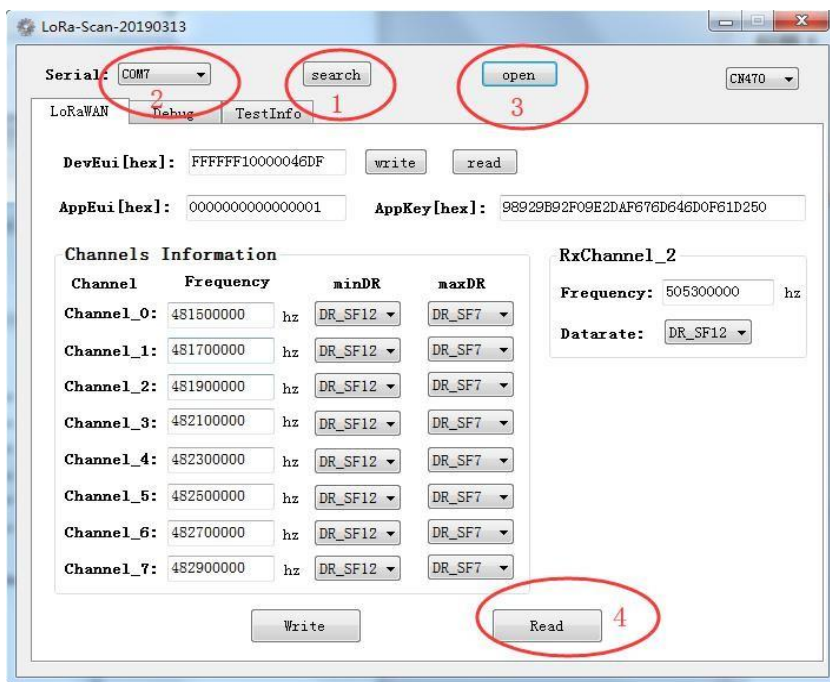 LoRa-Scan-20190313
Serial: COM7 search open CN470
2 1 3
LoRaWAN Debug TestInfo
DevEui[hex]: FFFFFF10000046DF write read
AppEui[hex]: 0000000000000001 AppKey[hex]: 98929B92F09E2DAF676D646D0F61D250
Channels Information RxChannel_2
Channel Frequency minDR maxDR
Frequency: 505300000 hz
Channel_0: 481500000 hz DR_SF12 DR_SF7
Datarate: DR_SF12
Channel_1: 481700000 hz DR_SF12 DR_SF7
Channel_2: 481900000 hz DR_SF12 DR_SF7
Channel_3: 482100000 hz DR_SF12 DR_SF7
Channel_4: 482300000 hz DR_SF12 DR_SF7
Channel_5: 482500000 hz DR_SF12 DR_SF7
Channel_6: 482700000 hz DR_SF12 DR_SF7
Channel_7: 482900000 hz DR_SF12 DR_SF7
Write Read 4